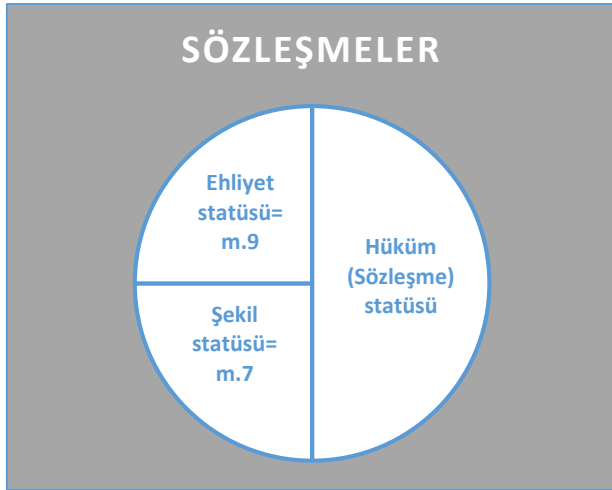 SÖZLEŞMELER
Ehliyet
statüsü=
m.9
Şekil
statüsü=
m.7
Hüküm
(Sözleşme)
statüsü